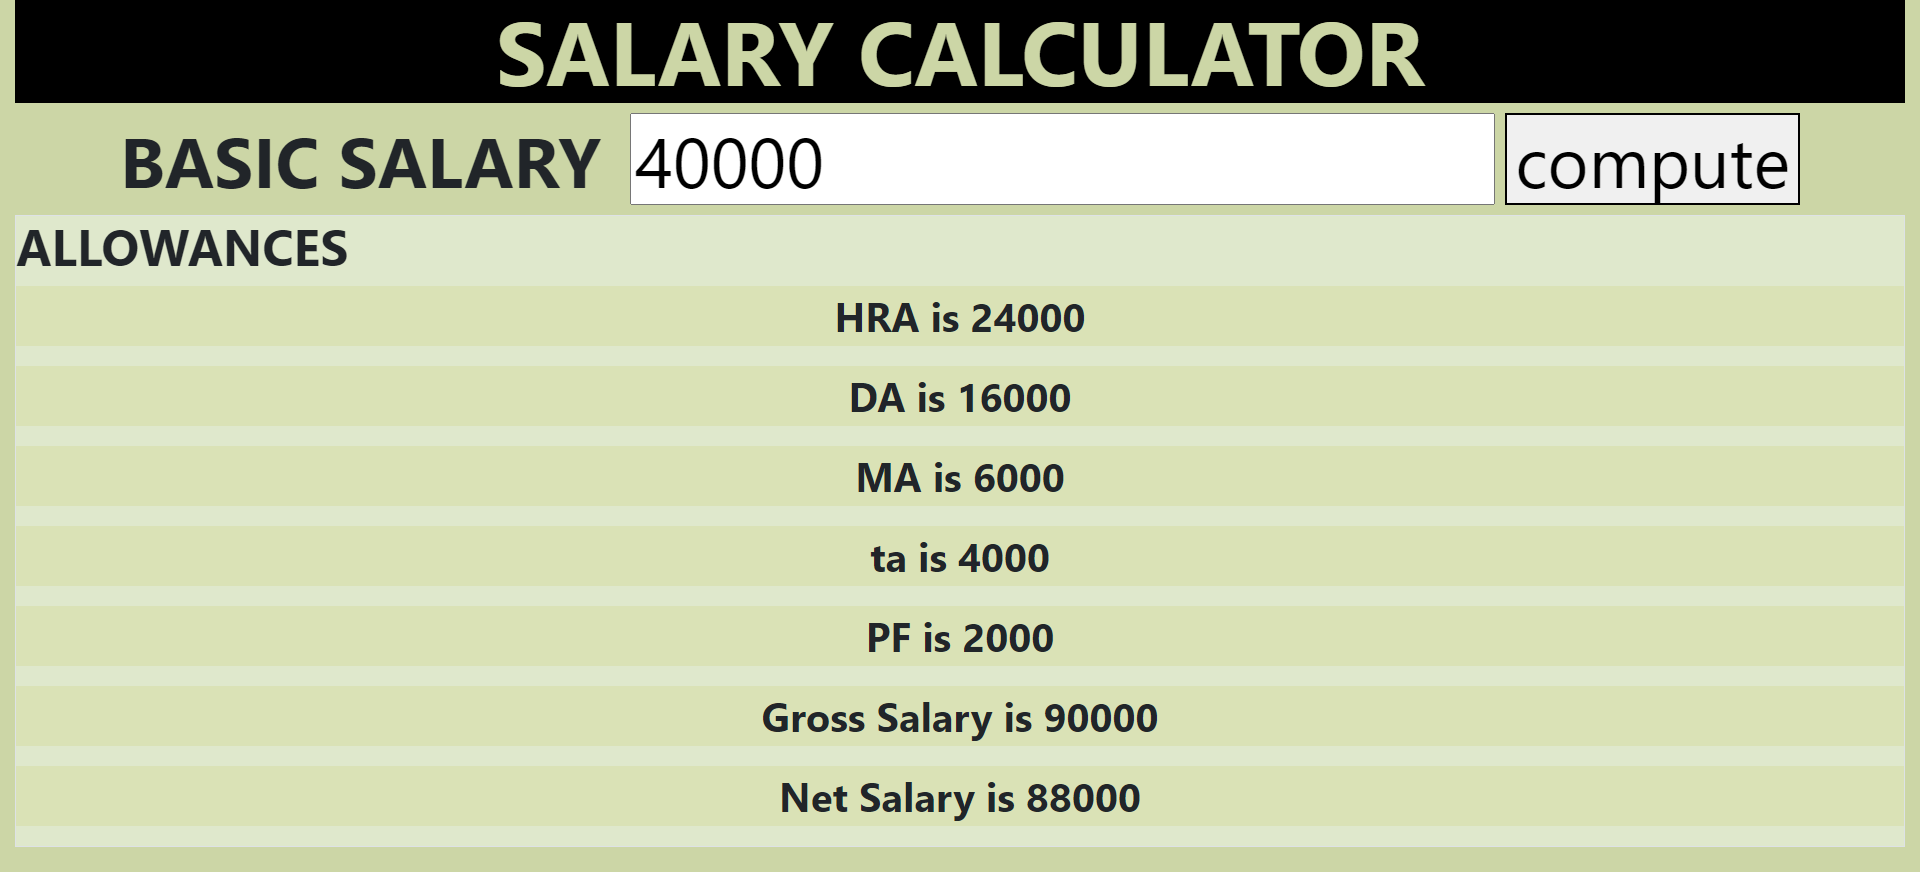 SALARY CALCULATOR
BASIC SALARY 40000 compute
ALLOWANCES
HRA is 24000
DA is 16000
MA is 6000
ta is 4000
PF is 2000
Gross Salary is 90000
Net Salary is 88000